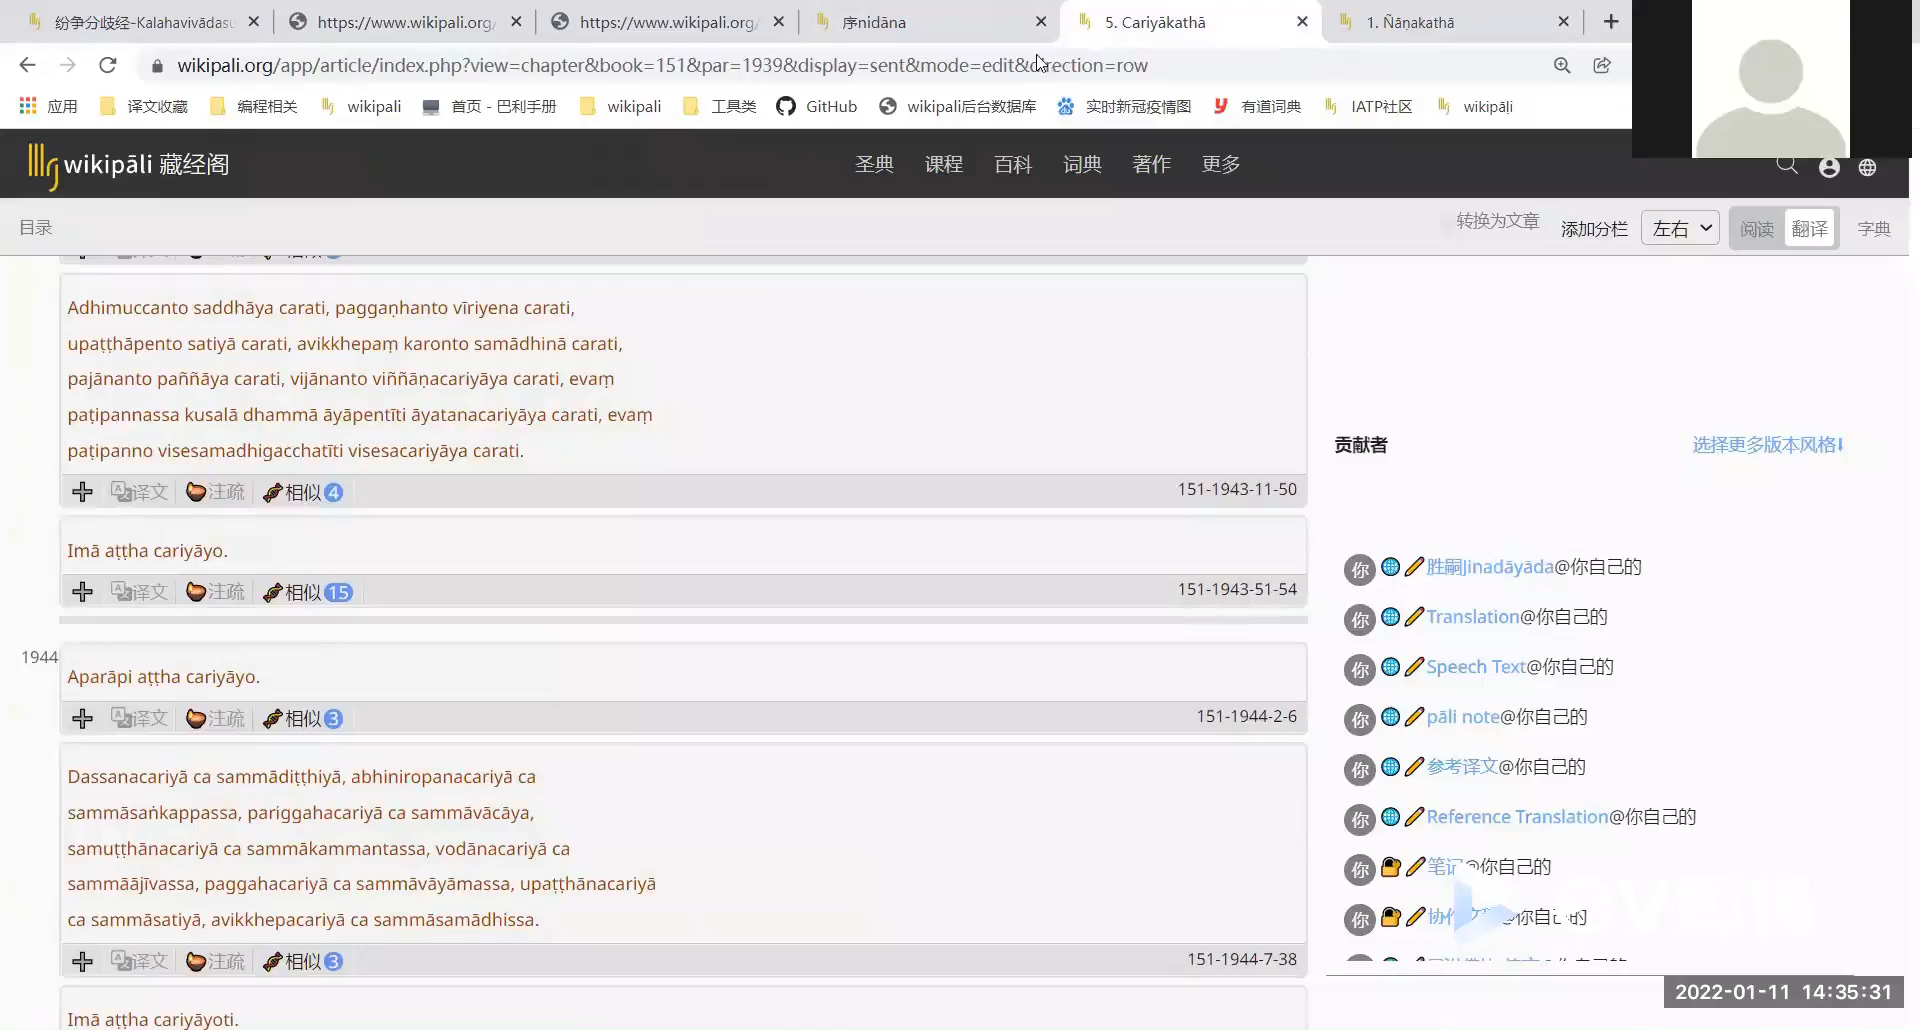 纷争分歧经-Kalahavivādasu
https://www.wikipali.org/
https://www.wikipali.org/
序nidāna
5. Cariyākathā
1. Ñāṇakathā
wikipali.org/app/article/index.php?view=chapter&book=151&par=1939&display=sent&mode=edit&direction=row
应用
译文收藏
编程相关
wikipali
首页 - 巴利手册
wikipali
工具类
GitHub
wikipali后台数据库
实时新冠疫情图
有道词典
IATP社区
wikipāli
wikipāli 藏经阁
圣典
课程
百科
词典
著作
更多
目录
转换为文章
添加分栏
左右
阅读
翻译
字典
Adhimuccanto saddhāya carati, paggaṇhanto vīriyena carati,
upaṭṭhāpento satiyā carati, avikkhepaṃ karonto samādhinā carati,
pajānanto paññāya carati, vijānanto viññāṇacariyāya carati, evaṃ
paṭipannassa kusalā dhammā āyāpentīti āyatanacariyāya carati, evaṃ
paṭipanno visesamadhigacchatīti visesacariyāya carati.
译文 注疏 相似 4 151-1943-11-50
Imā aṭṭha cariyāyo.
译文 注疏 相似 15 151-1943-51-54
1944
Aparāpi aṭṭha cariyāyo.
译文 注疏 相似 3 151-1944-2-6
Dassanacariyā ca sammādiṭṭhiyā, abhiniropanacariyā ca
sammāsaṅkappassa, pariggahacariyā ca sammāvācāya,
samuṭṭhānacariyā ca sammākammantassa, vodānacariyā ca
sammāājīvassa, paggahacariyā ca sammāvāyāmassa, upaṭṭhānacariyā
ca sammāsatiyā, avikkhepacariyā ca sammāsamādhissa.
译文 注疏 相似 3 151-1944-7-38
Imā aṭṭha cariyāyoti.
贡献者
选择更多版本风格
你 胜嗣Jinadāyāda@你自己的
你 Translation@你自己的
你 Speech Text@你自己的
你 pāli note@你自己的
你 参考译文@你自己的
你 Reference Translation@你自己的
你 笔记@你自己的
你 @你自己的
2022-01-11 14:35:31